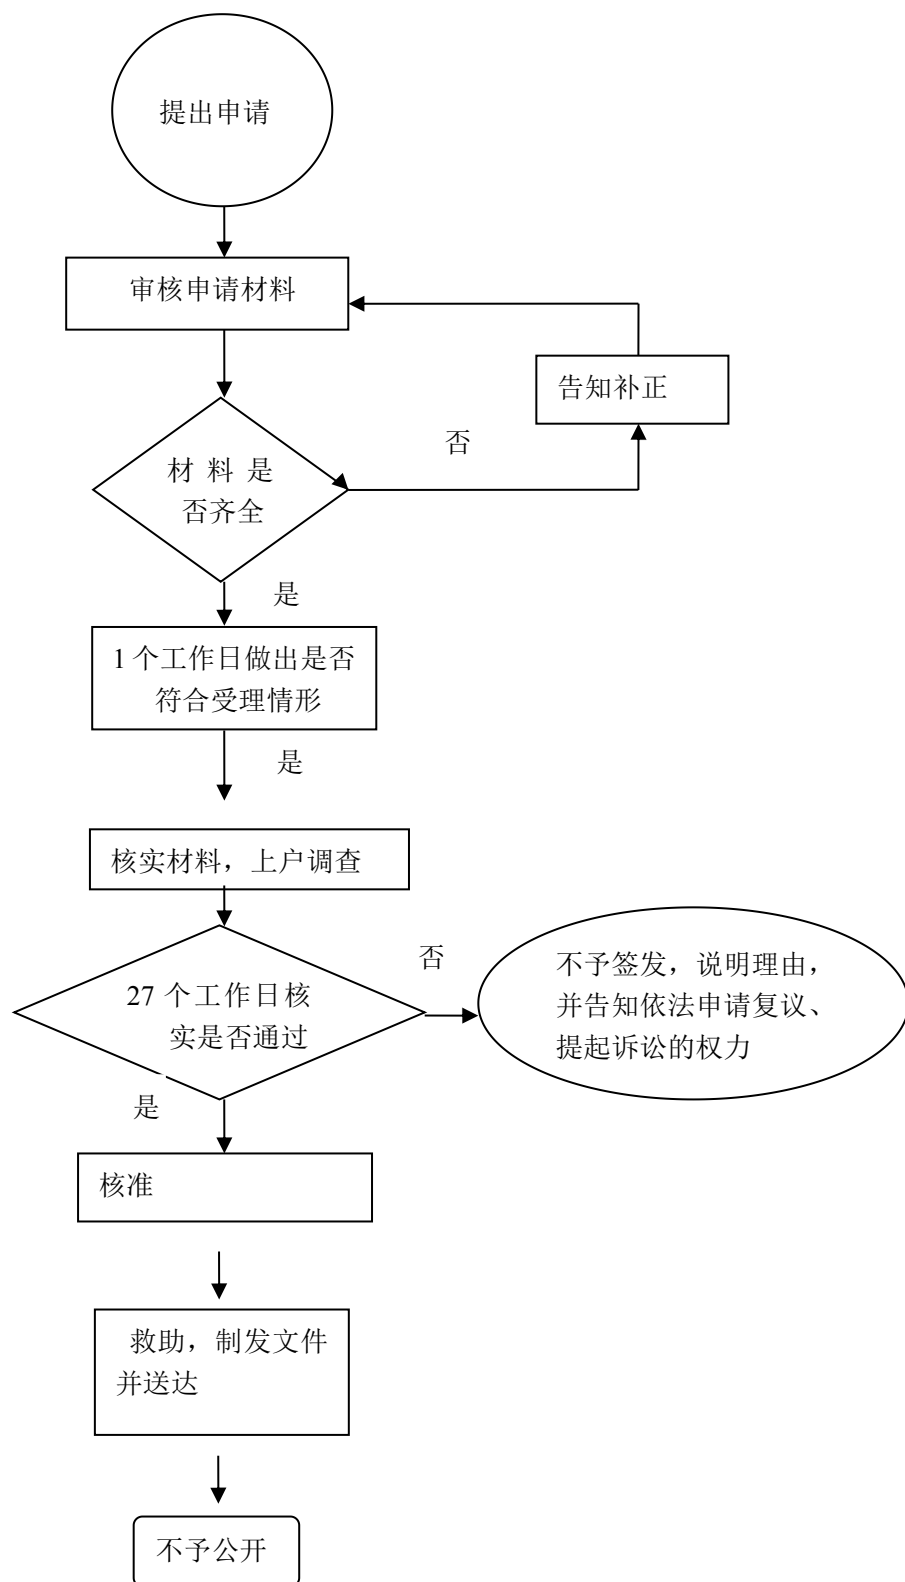 提出申请
审核申请材料
告知补正
否
材 料 是
否齐全
是
1 个工作日做出是否
符合受理情形
是
核实材料，上户调查
否
27 个工作日核
实是否通过
不予签发，说明理由，
并告知依法申请复议、
提起诉讼的权力
是
核准
救助，制发文件
并送达
不予公开